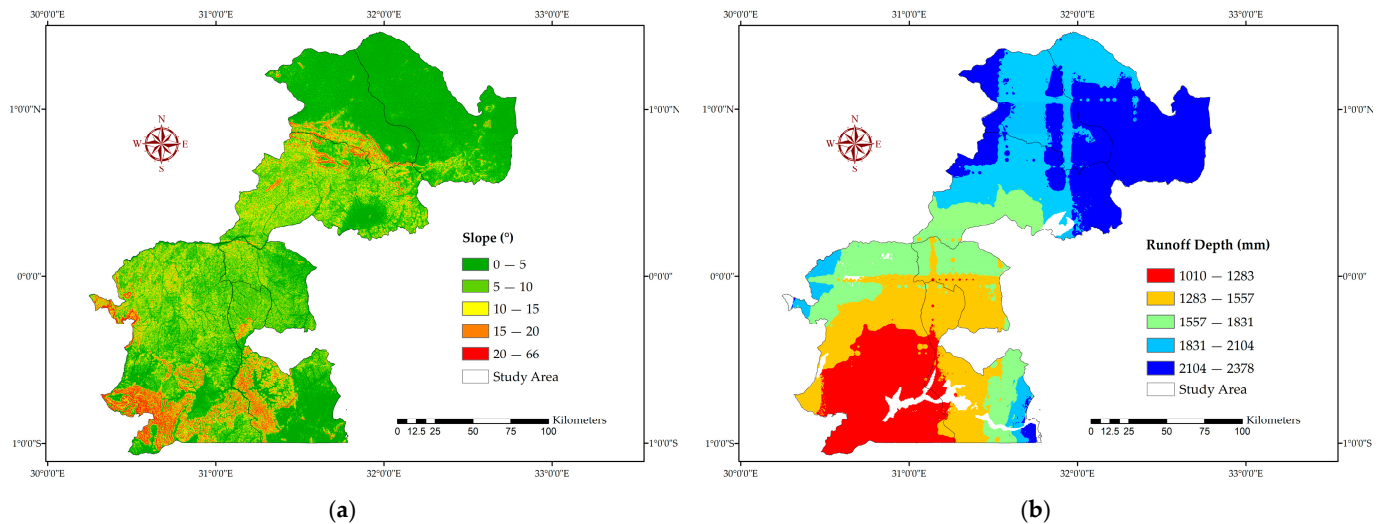 30°0'0"E 31°0'0"E 32°0'0"E 33°0'0"E
1°0'0"N 1°0'0"N
N
W E
S
0°0'0" 0°0'0"
1°0'0"S 1°0'0"S
Slope (°)
0 — 5
5 — 10
10 — 15
15 — 20
20 — 66
Study Area
Kilometers
0 12.5 25 50 75 100
30°0'0"E 31°0'0"E 32°0'0"E 33°0'0"E
(a)
30°0'0"E 31°0'0"E 32°0'0"E 33°0'0"E
1°0'0"N 1°0'0"N
N
W E
S
0°0'0" 0°0'0"
1°0'0"S 1°0'0"S
Runoff Depth (mm)
1010 — 1283
1283 — 1557
1557 — 1831
1831 — 2104
2104 — 2378
Study Area
Kilometers
0 12.5 25 50 75 100
30°0'0"E 31°0'0"E 32°0'0"E 33°0'0"E
(b)